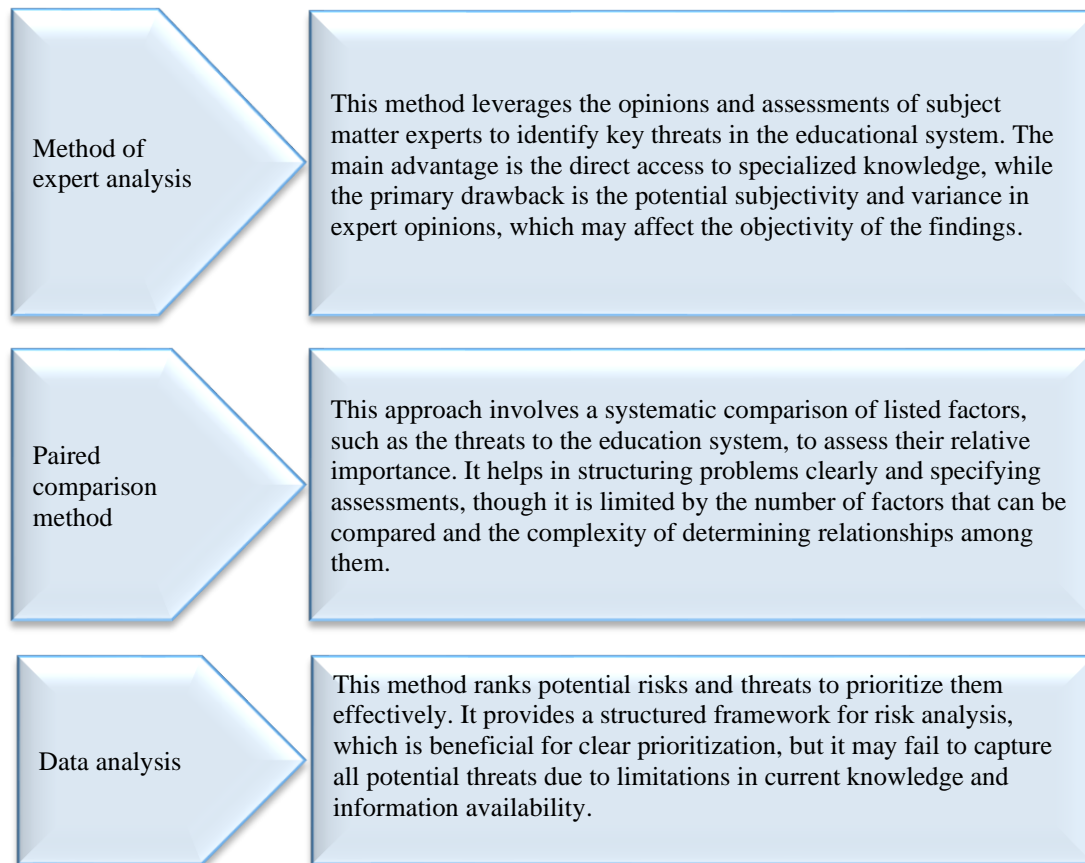 Method of
expert analysis
This method leverages the opinions and assessments of subject
matter experts to identify key threats in the educational system. The
main advantage is the direct access to specialized knowledge, while
the primary drawback is the potential subjectivity and variance in
expert opinions, which may affect the objectivity of the findings.
Paired
comparison
method
This approach involves a systematic comparison of listed factors,
such as the threats to the education system, to assess their relative
importance. It helps in structuring problems clearly and specifying
assessments, though it is limited by the number of factors that can be
compared and the complexity of determining relationships among
them.
Data analysis
This method ranks potential risks and threats to prioritize them
effectively. It provides a structured framework for risk analysis,
which is beneficial for clear prioritization, but it may fail to capture
all potential threats due to limitations in current knowledge and
information availability.